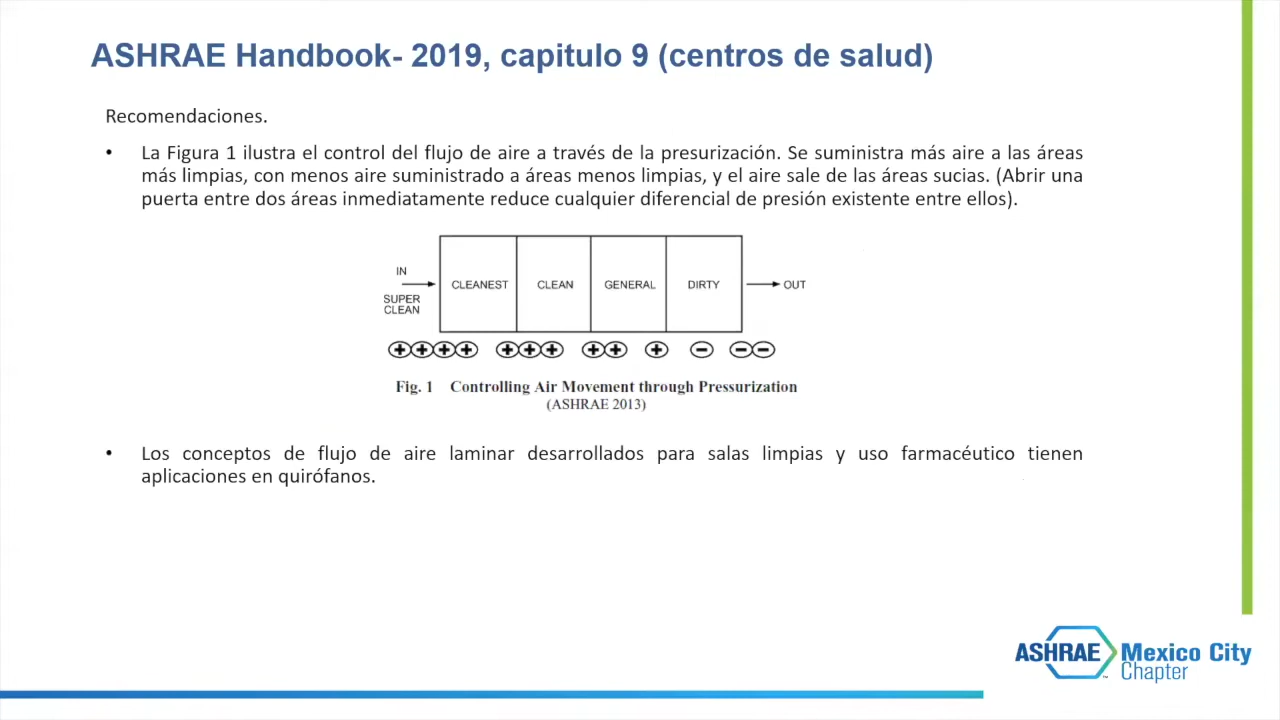 ASHRAE Handbook- 2019, capitulo 9 (centros de salud)
Recomendaciones.
• La Figura 1 ilustra el control del flujo de aire a través de la presurización. Se suministra más aire a las áreas
más limpias, con menos aire suministrado a áreas menos limpias, y el aire sale de las áreas sucias. (Abrir una
puerta entre dos áreas inmediatamente reduce cualquier diferencial de presión existente entre ellos).
IN
SUPER
CLEAN
CLEANEST
CLEAN
GENERAL
DIRTY
OUT
Fig. 1 Controlling Air Movement through Pressurization
(ASHRAE 2013)
• Los conceptos de flujo de aire laminar desarrollados para salas limpias y uso farmacéutico tienen
aplicaciones en quirófanos.
ASHRAE Mexico City
Chapter